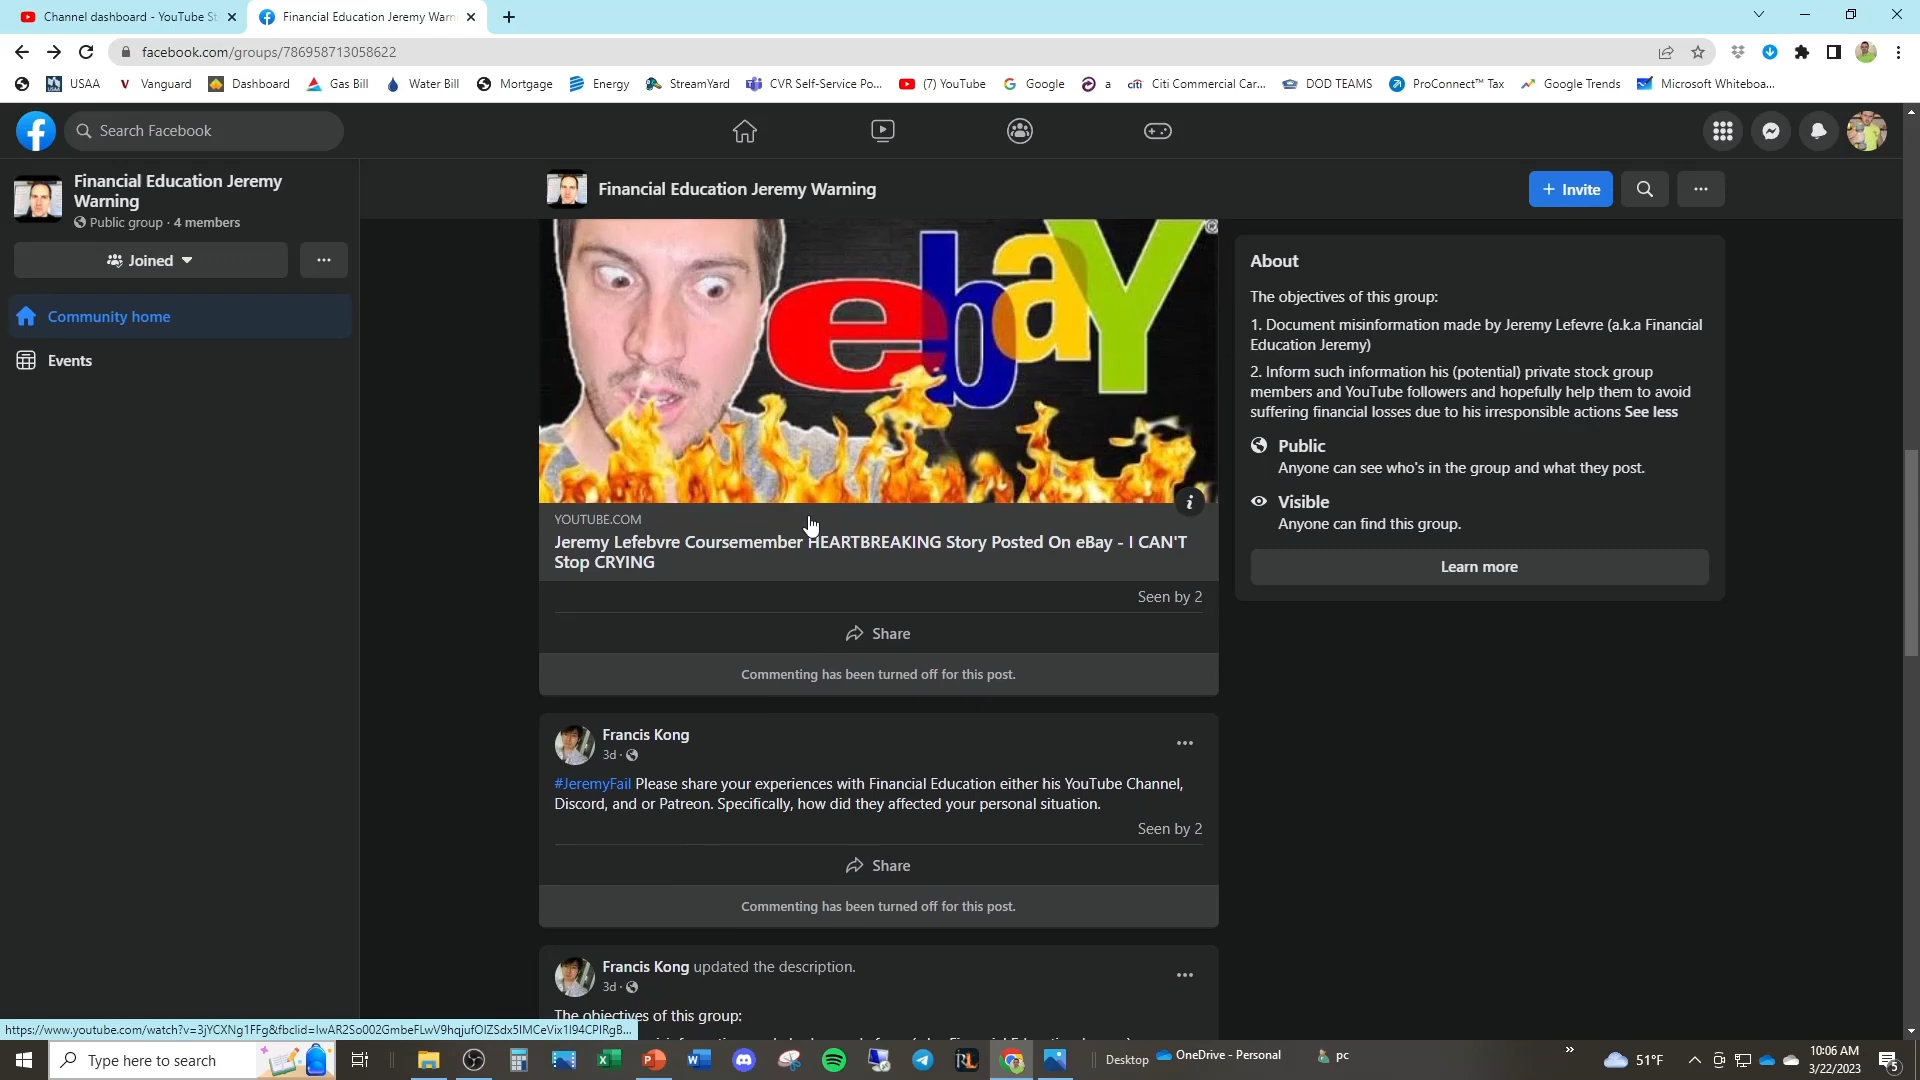 Channel dashboard - YouTube St
Financial Education Jeremy Warn
facebook.com/groups/786958713058622
USAA
Vanguard
Dashboard
Gas Bill
Water Bill
Mortgage
Energy
StreamYard
CVR Self-Service Po...
(7) YouTube
Google
a
citi Citi Commercial Car...
DOD TEAMS
ProConnect™ Tax
Google Trends
Microsoft Whiteboa...
Search Facebook
Financial Education Jeremy
Warning
Public group · 4 members
Joined
Community home
Events
Financial Education Jeremy Warning
+ Invite
ebay
YOUTUBE.COM
Jeremy Lefebvre Coursemember HEARTBREAKING Story Posted On eBay - I CAN'T
Stop CRYING
Seen by 2
Share
Commenting has been turned off for this post.
Francis Kong
3d ·
#JeremyFail Please share your experiences with Financial Education either his YouTube Channel,
Discord, and or Patreon. Specifically, how did they affected your personal situation.
Seen by 2
Share
Commenting has been turned off for this post.
Francis Kong updated the description.
3d ·
The objectives of this group:
About
The objectives of this group:
1. Document misinformation made by Jeremy Lefevre (a.k.a Financial
Education Jeremy)
2. Inform such information his (potential) private stock group
members and YouTube followers and hopefully help them to avoid
suffering financial losses due to his irresponsible actions See less
Public
Anyone can see who's in the group and what they post.
Visible
Anyone can find this group.
Learn more
Type here to search
Desktop
OneDrive - Personal
pc
51°F
10:06 AM
3/22/2023
5